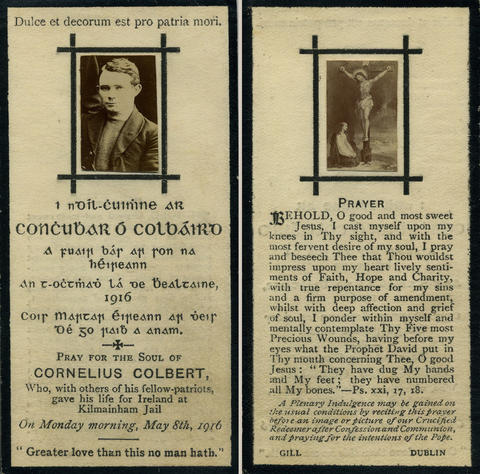 Dulce et decorum est pro patria mori.
I nDíl-ċuiṁne ar
Conċuḃar Ó Colbáird
A fuair bás ar son na
hÉireann
An t-oċtṁaḋ lá de Ḃealtaine,
1916
Coir Martar Éireann ar ḋeis
Dé go raiḃ a anam.
PRAY FOR THE SOUL OF
CORNELIUS COLBERT,
Who, with others of his fellow-patriots,
gave his life for Ireland at
Kilmainham Jail
On Monday morning, May 8th, 1916
"Greater love than this no man hath."
PRAYER
BEHOLD, O good and most sweet
Jesus, I cast myself upon my
knees in Thy sight, and with the
most fervent desire of my soul, I pray
and beseech Thee that Thou wouldst
impress upon my heart lively senti-
ments of Faith, Hope and Charity,
with true repentance for my sins
and a firm purpose of amendment,
whilst with deep affection and grief
of soul, I ponder within myself and
mentally contemplate Thy Five most
Precious Wounds, having before my
eyes what the Prophet David put in
Thy mouth concerning Thee, O good
Jesus: "They have dug My hands
and My feet; they have numbered
all My bones."—Ps. xxi, 17, 18.
A Plenary Indulgence may be gained on
the usual conditions by reciting this prayer
before an image or picture of our Crucified
Redeemer after Confession and Communion,
and praying for the intentions of the Pope.
GILL DUBLIN